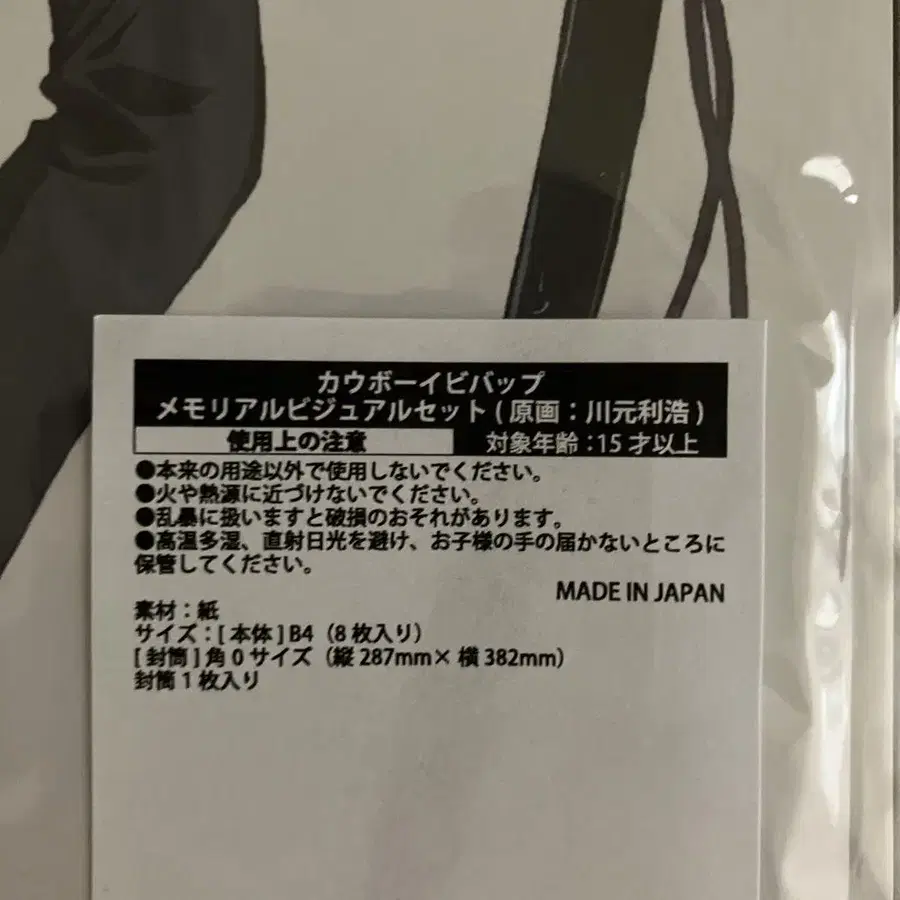 カウボーイビバップ
メモリアルビジュアルセット(原画:川元利浩)
使用上の注意 対象年齢:15才以上
●本来の用途以外で使用しないでください。
●火や熱源に近づけないでください。
●乱暴に扱いますと破損のおそれがあります。
●高温多湿、直射日光を避け、お子様の手の届かないところに
保管してください。
MADE IN JAPAN
素材:紙
サイズ:[本体]B4(8枚入り)
[封筒]角0サイズ(縦287mm×横382mm)
封筒1枚入り